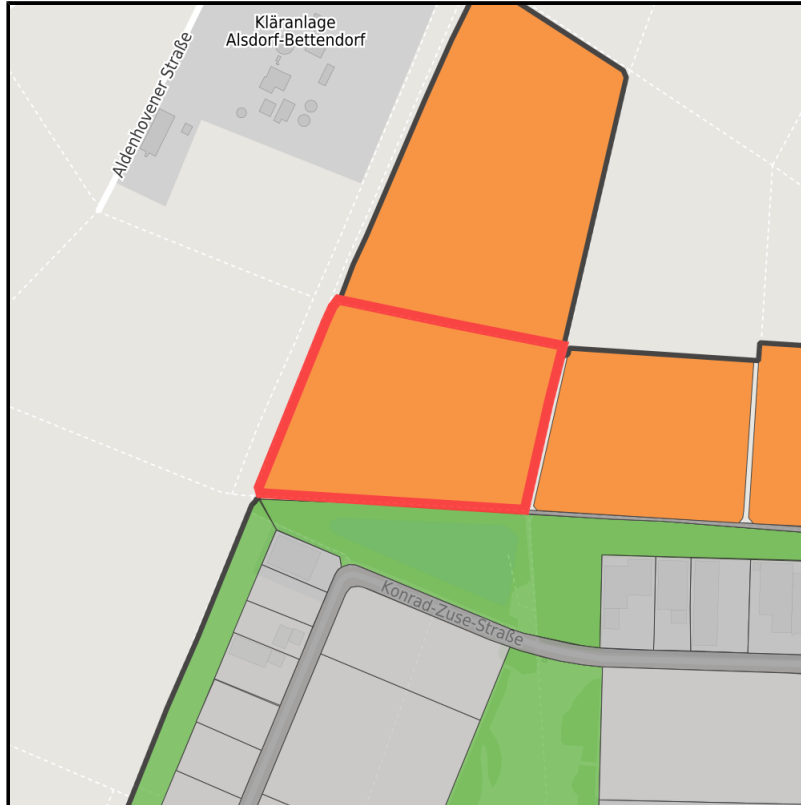 Kläranlage
Alsdorf-Bettendorf
Aldenhovener Straße
Konrad-Zuse-Straße